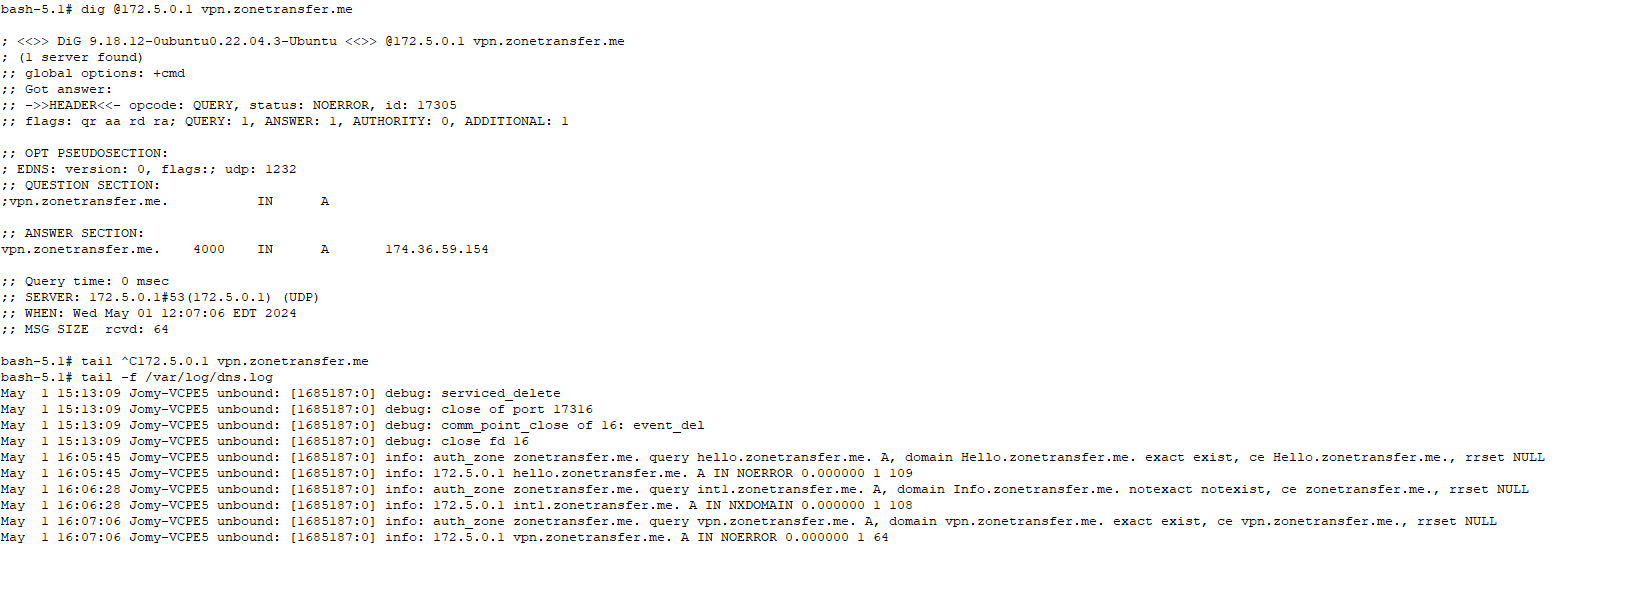 bash-5.1# dig @172.5.0.1 vpn.zonetransfer.me
; <<>> DiG 9.18.12-0ubuntu0.22.04.3-Ubuntu <<>> @172.5.0.1 vpn.zonetransfer.me
; (1 server found)
;; global options: +cmd
;; Got answer:
;; ->>HEADER<<- opcode: QUERY, status: NOERROR, id: 17305
;; flags: qr aa rd ra; QUERY: 1, ANSWER: 1, AUTHORITY: 0, ADDITIONAL: 1
;; OPT PSEUDOSECTION:
; EDNS: version: 0, flags:; udp: 1232
;; QUESTION SECTION:
;vpn.zonetransfer.me. IN A
;; ANSWER SECTION:
vpn.zonetransfer.me. 4000 IN A 174.36.59.154
;; Query time: 0 msec
;; SERVER: 172.5.0.1#53(172.5.0.1) (UDP)
;; WHEN: Wed May 01 12:07:06 EDT 2024
;; MSG SIZE rcvd: 64
bash-5.1# tail ^C172.5.0.1 vpn.zonetransfer.me
bash-5.1# tail -f /var/log/dns.log
May 1 15:13:09 Jomy-VCPE5 unbound: [1685187:0] debug: serviced_delete
May 1 15:13:09 Jomy-VCPE5 unbound: [1685187:0] debug: close of port 17316
May 1 15:13:09 Jomy-VCPE5 unbound: [1685187:0] debug: comm_point_close of 16: event_del
May 1 15:13:09 Jomy-VCPE5 unbound: [1685187:0] debug: close fd 16
May 1 16:05:45 Jomy-VCPE5 unbound: [1685187:0] info: auth_zone zonetransfer.me. query hello.zonetransfer.me. A, domain Hello.zonetransfer.me. exact exist, ce Hello.zonetransfer.me., rrset NULL
May 1 16:05:45 Jomy-VCPE5 unbound: [1685187:0] info: 172.5.0.1 hello.zonetransfer.me. A IN NOERROR 0.000000 1 109
May 1 16:06:28 Jomy-VCPE5 unbound: [1685187:0] info: auth_zone zonetransfer.me. query int1.zonetransfer.me. A, domain Info.zonetransfer.me. notexact notexist, ce zonetransfer.me., rrset NULL
May 1 16:06:28 Jomy-VCPE5 unbound: [1685187:0] info: 172.5.0.1 int1.zonetransfer.me. A IN NXDOMAIN 0.000000 1 108
May 1 16:07:06 Jomy-VCPE5 unbound: [1685187:0] info: auth_zone zonetransfer.me. query vpn.zonetransfer.me. A, domain vpn.zonetransfer.me. exact exist, ce vpn.zonetransfer.me., rrset NULL
May 1 16:07:06 Jomy-VCPE5 unbound: [1685187:0] info: 172.5.0.1 vpn.zonetransfer.me. A IN NOERROR 0.000000 1 64